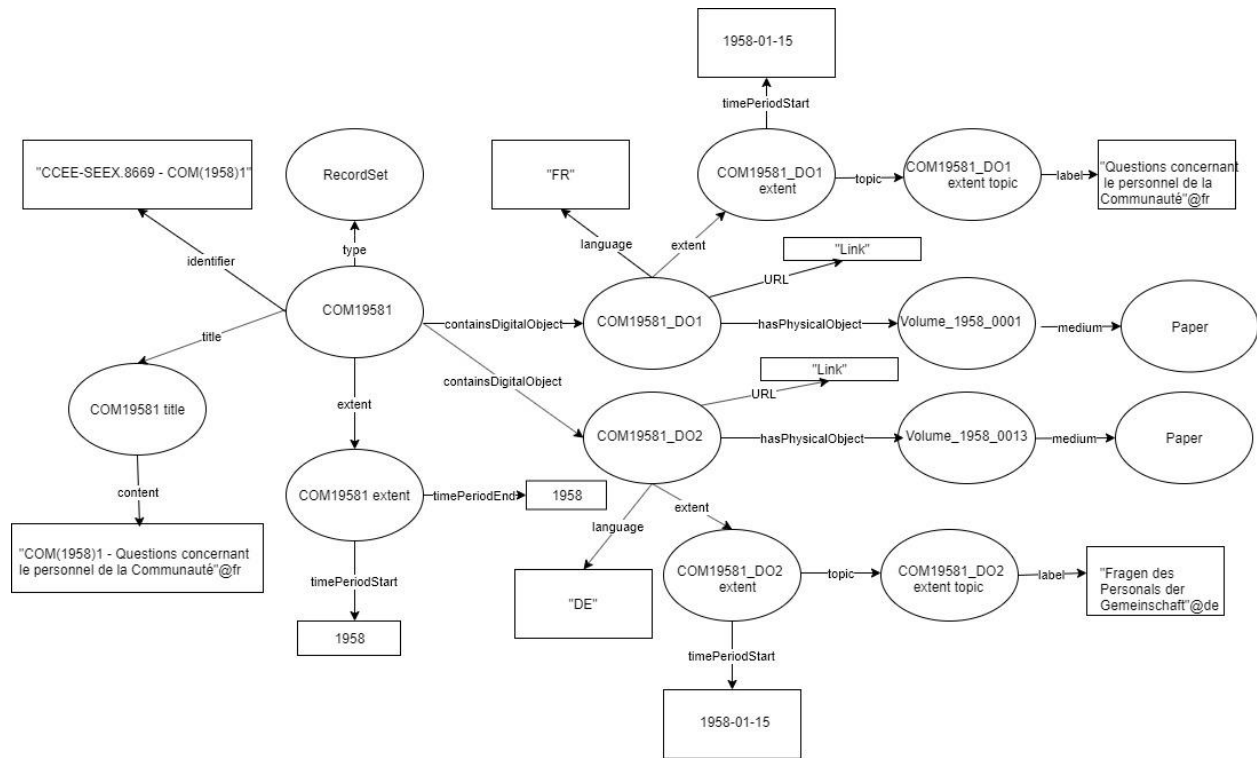 1958-01-15
timePeriodStart
"CCEE-SEEX.8669 - COM(1958)1"
RecordSet
"FR"
COM19581_DO1
extent
topic
COM19581_DO1
extent topic
label
"Questions concernant
le personnel de la
Communauté"@fr
identifier
type
language
extent
"Link"
URL
COM19581
containsDigitalObject
COM19581_DO1
hasPhysicalObject
Volume_1958_0001
medium
Paper
title
containsDigitalObject
"Link"
URL
COM19581 title
extent
COM19581_DO2
hasPhysicalObject
Volume_1958_0013
medium
Paper
content
COM19581 extent
timePeriodEnd
1958
language
extent
"COM(1958)1 - Questions concernant
le personnel de la Communauté"@fr
timePeriodStart
1958
"DE"
COM19581_DO2
extent
topic
COM19581_DO2
extent topic
label
"Fragen des
Personals der
Gemeinschaft"@de
timePeriodStart
1958-01-15